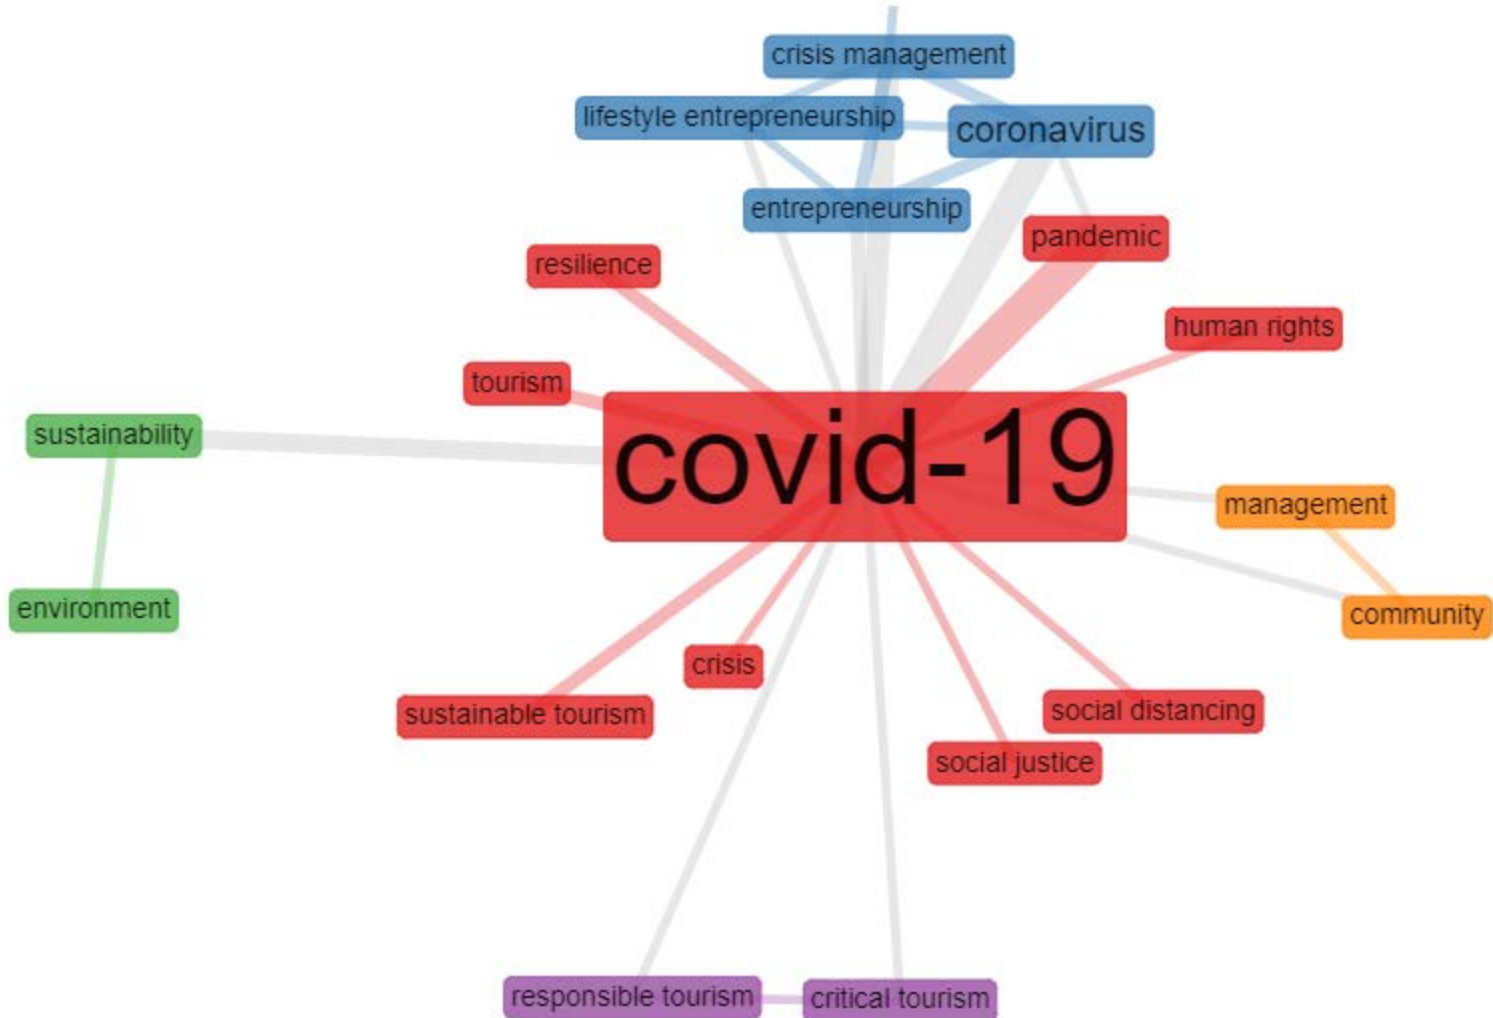 crisis management
lifestyle entrepreneurship
coronavirus
entrepreneurship
pandemic
resilience
human rights
tourism
covid-19
sustainability
management
environment
community
crisis
sustainable tourism
social distancing
social justice
responsible tourism
critical tourism